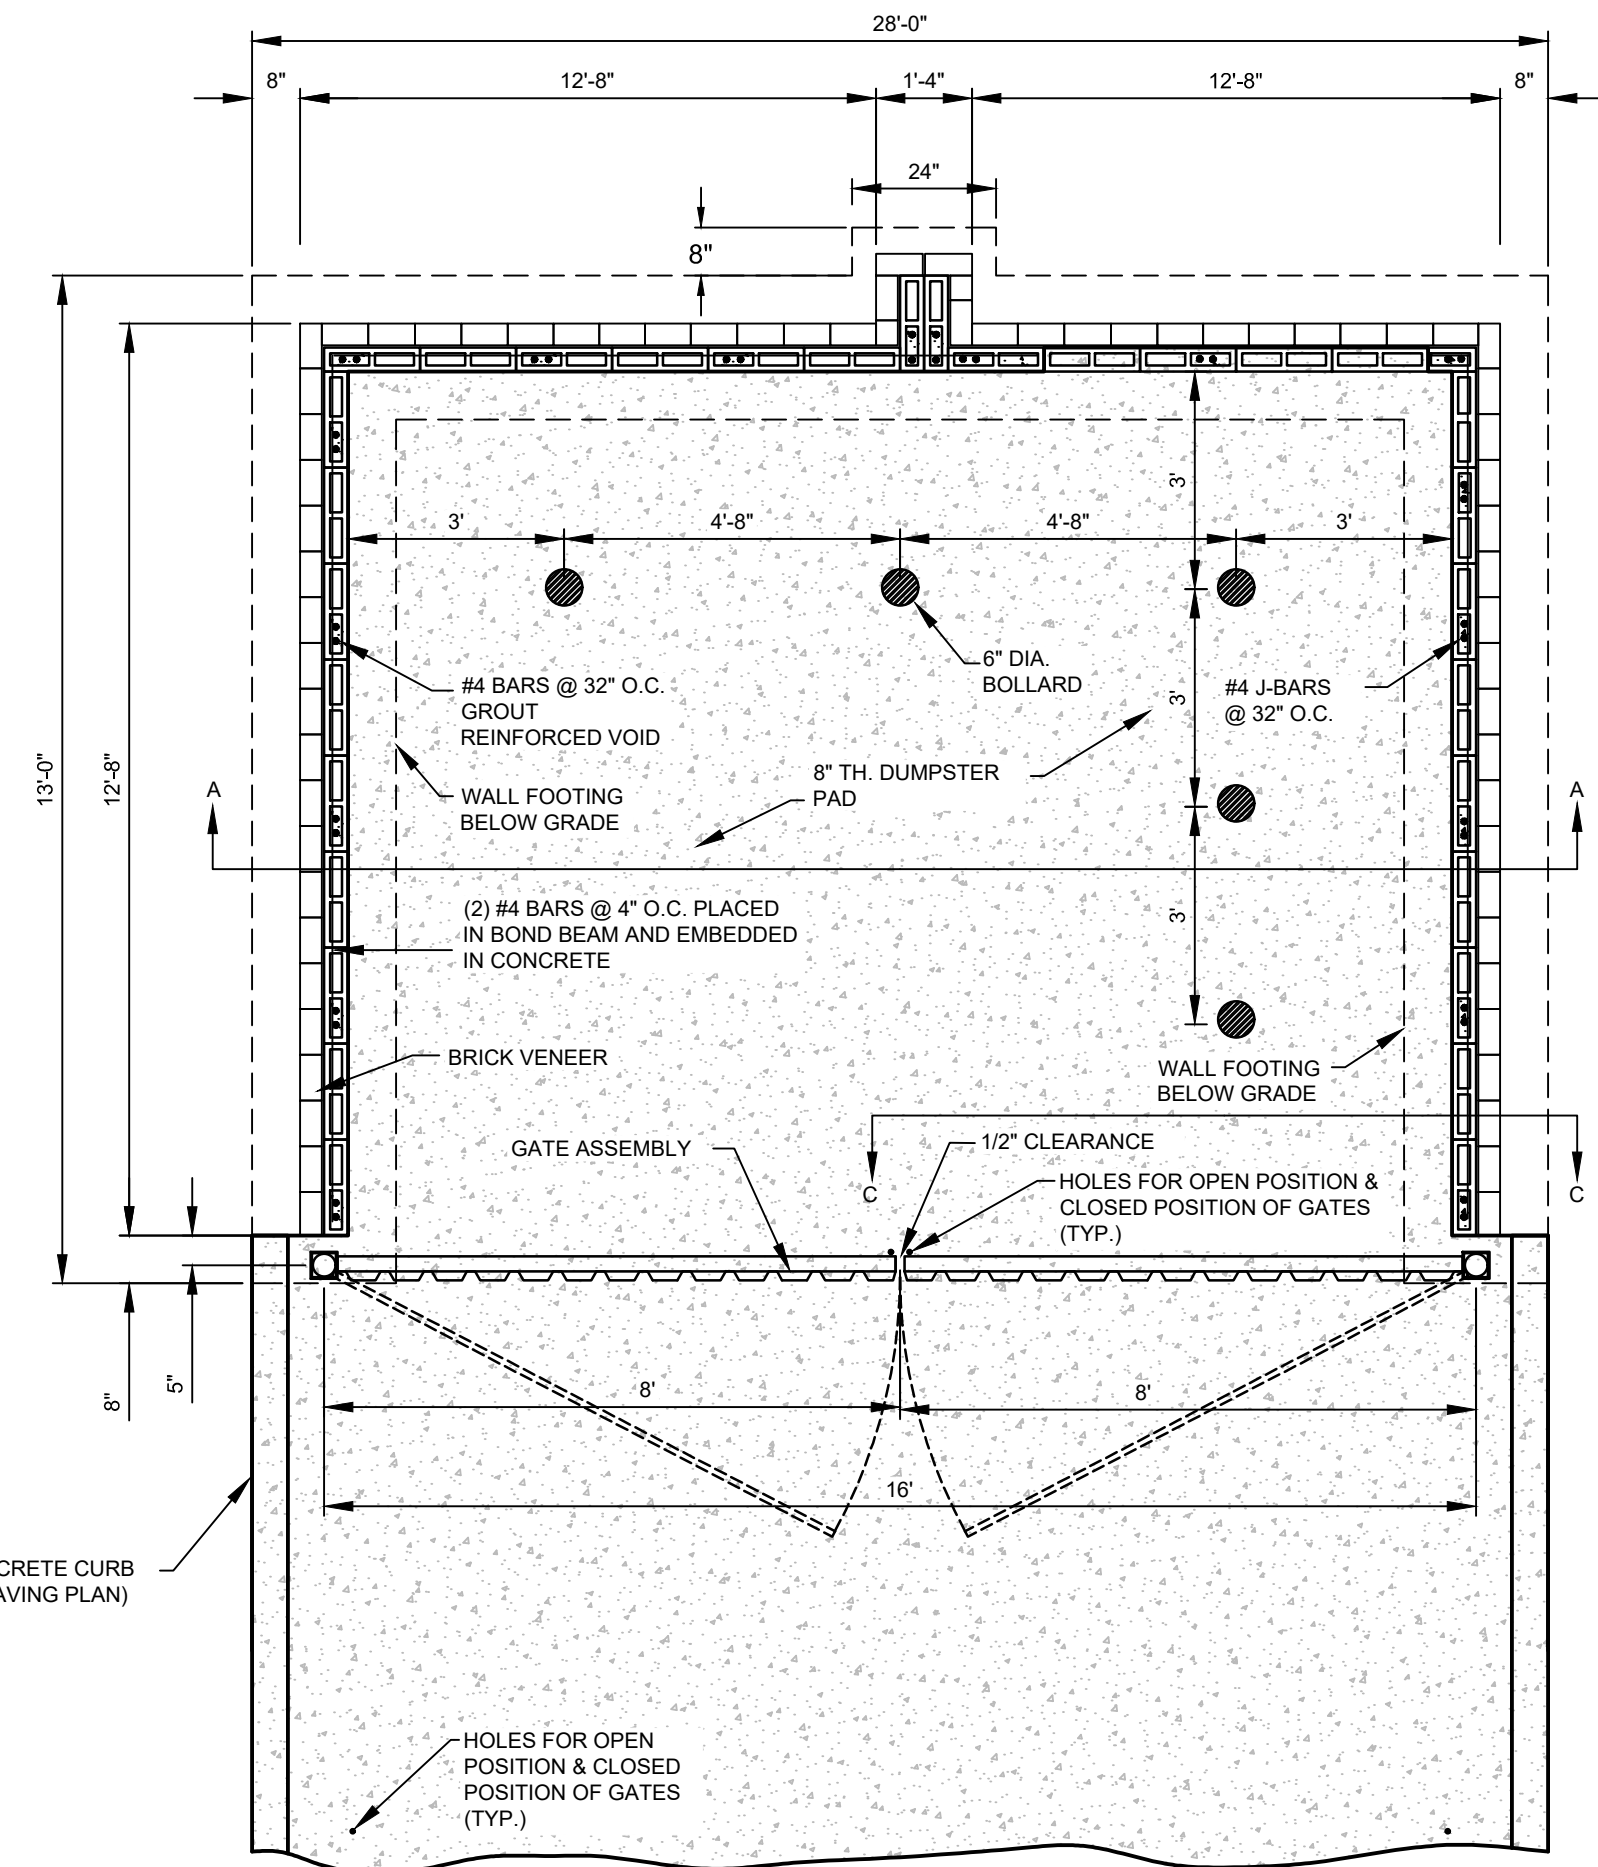 28'-0"
8"
12'-8"
1'-4"
12'-8"
8"
24"
8"
3'
3'
4'-8"
4'-8"
3'
6" DIA.
BOLLARD
#4 BARS @ 32" O.C.
GROUT
REINFORCED VOID
#4 J-BARS
@ 32" O.C.
3'
13'-0"
12'-8"
8" TH. DUMPSTER
PAD
WALL FOOTING
BELOW GRADE
A
A
(2) #4 BARS @ 4" O.C. PLACED
IN BOND BEAM AND EMBEDDED
IN CONCRETE
3'
BRICK VENEER
WALL FOOTING
BELOW GRADE
GATE ASSEMBLY
1/2" CLEARANCE
C
C
HOLES FOR OPEN POSITION &
CLOSED POSITION OF GATES
(TYP.)
8"
5"
8'
8'
16'
CRETE CURB
AVING PLAN)
HOLES FOR OPEN
POSITION & CLOSED
POSITION OF GATES
(TYP.)